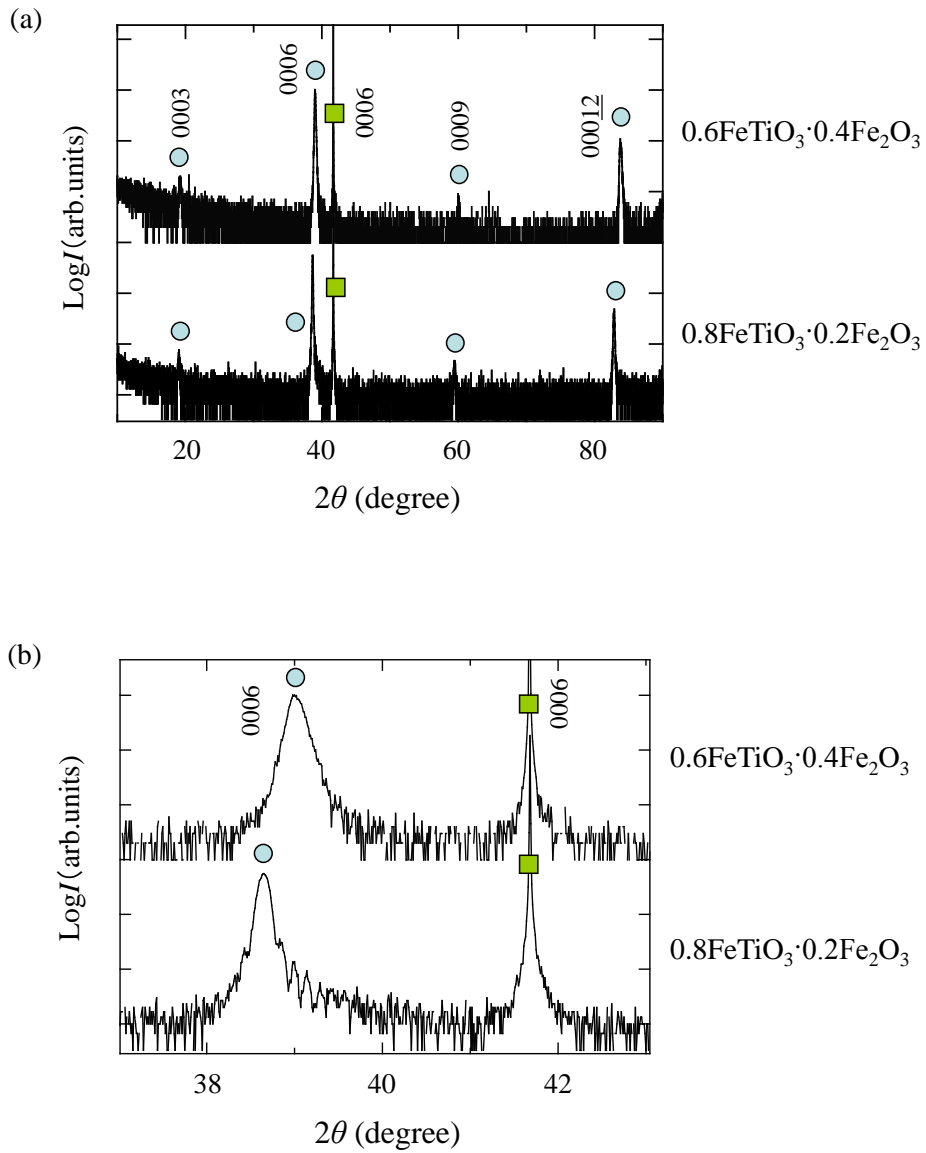 (a)
0003
0006
0006
0009
00012
0.6FeTiO₃·0.4Fe₂O₃
0.8FeTiO₃·0.2Fe₂O₃
LogI(arb.units)
20 40 60 80
2θ (degree)
(b)
0006
0006
0.6FeTiO₃·0.4Fe₂O₃
0.8FeTiO₃·0.2Fe₂O₃
LogI(arb.units)
38 40 42
2θ (degree)